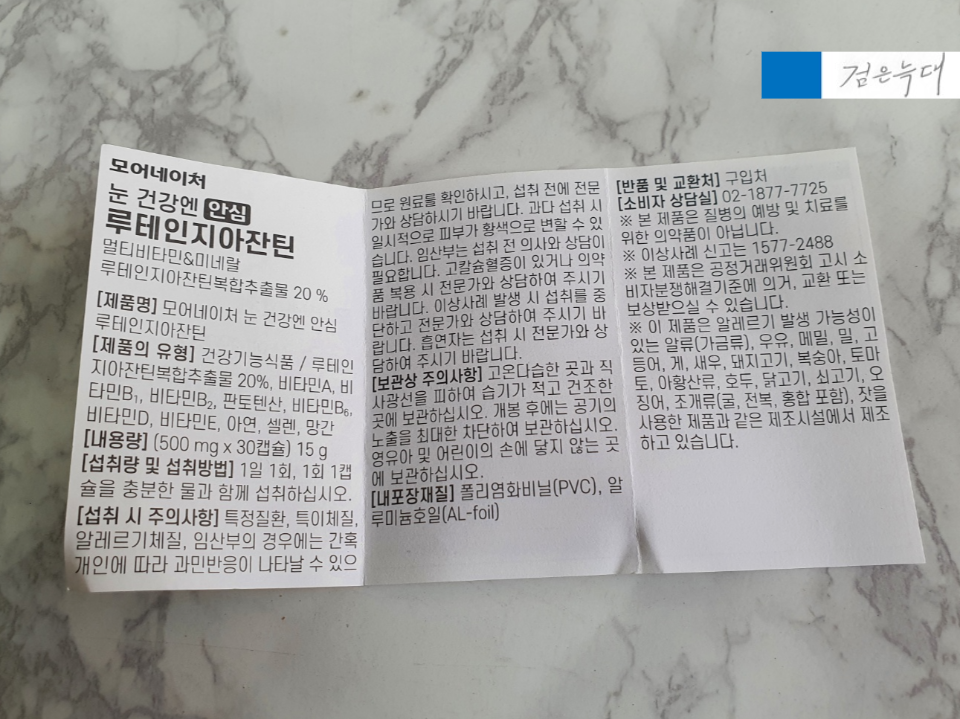 검은늑대
모어네이처
눈 건강엔 안심
루테인지아잔틴
멀티비타민&미네랄
루테인지아잔틴복합추출물 20 %
[제품명] 모어네이처 눈 건강엔 안심
루테인지아잔틴
[제품의 유형] 건강기능식품 / 루테인
지아잔틴복합추출물 20%, 비타민A, 비
타민B₁, 비타민B₂, 판토텐산, 비타민B₆,
비타민D, 비타민E, 아연, 셀렌, 망간
[내용량] (500 mg x 30캡슐) 15 g
[섭취량 및 섭취방법] 1일 1회, 1회 1캡
슐을 충분한 물과 함께 섭취하십시오.
[섭취 시 주의사항] 특정질환, 특이체질,
알레르기체질, 임산부의 경우에는 간혹
개인에 따라 과민반응이 나타날 수 있으
므로 원료를 확인하시고, 섭취 전에 전문
가와 상담하시기 바랍니다. 과다 섭취 시
일시적으로 피부가 황색으로 변할 수 있
습니다. 임산부는 섭취 전 의사와 상담이
필요합니다. 고칼슘혈증이 있거나 의약
품 복용 시 전문가와 상담하여 주시기
바랍니다. 이상사례 발생 시 섭취를 중
단하고 전문가와 상담하여 주시기 바
랍니다. 흡연자는 섭취 시 전문가와 상
담하여 주시기 바랍니다.
[보관상 주의사항] 고온다습한 곳과 직
사광선을 피하여 습기가 적고 건조한
곳에 보관하십시오. 개봉 후에는 공기의
노출을 최대한 차단하여 보관하십시오.
영유아 및 어린이의 손에 닿지 않는 곳
에 보관하십시오.
[내포장재질] 폴리염화비닐(PVC), 알
루미늄호일(AL-foil)
[반품 및 교환처] 구입처
[소비자 상담실] 02-1877-7725
※ 본 제품은 질병의 예방 및 치료를
위한 의약품이 아닙니다.
※ 이상사례 신고는 1577-2488
※ 본 제품은 공정거래위원회 고시 소
비자분쟁해결기준에 의거, 교환 또는
보상받으실 수 있습니다.
※ 이 제품은 알레르기 발생 가능성이
있는 알류(가금류), 우유, 메밀, 밀, 고
등어, 게, 새우, 돼지고기, 복숭아, 토마
토, 아황산류, 호두, 닭고기, 쇠고기, 오
징어, 조개류(굴, 전복, 홍합 포함), 잣을
사용한 제품과 같은 제조시설에서 제조
하고 있습니다.